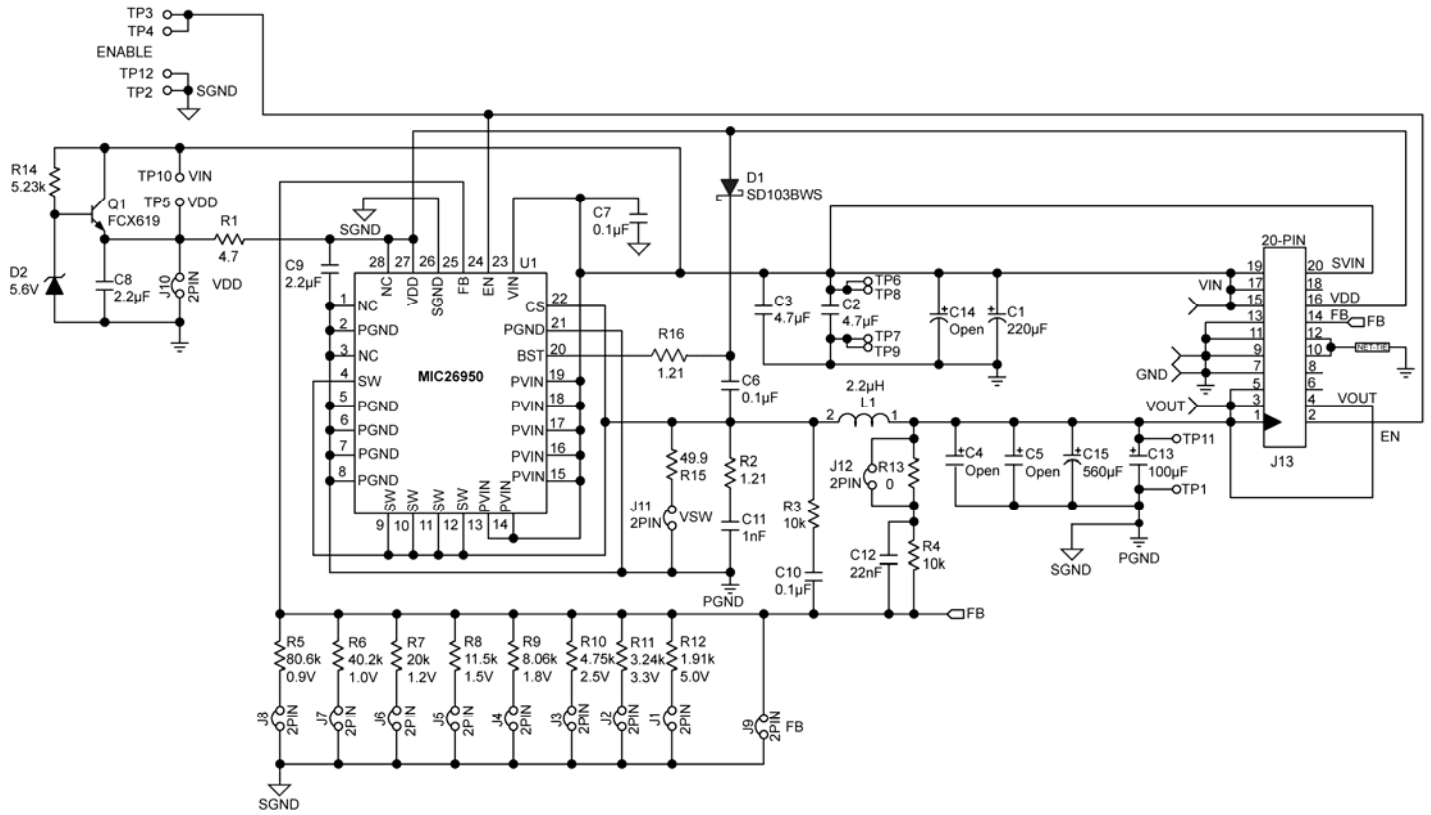 TP3
TP4
ENABLE
TP12
TP2
SGND
R14
5.23k
Q1
FCX619
TP10
VIN
TP5
VDD
R1
4.7
D2
5.6V
C8
2.2µF
J10
2PIN
VDD
C9
2.2µF
SGND
28
27
26
25
24
23
U1
NC
VDD
SGND
FB
EN
VIN
1
NC
2
PGND
3
NC
4
SW
5
PGND
6
PGND
7
PGND
8
PGND
MIC26950
CS
22
PGND
21
BST
20
PVIN
19
PVIN
18
PVIN
17
PVIN
16
PVIN
15
SW
SW
SW
SW
PVIN
PVIN
9
10
11
12
13
14
C7
0.1µF
D1
SD103BWS
R16
1.21
C6
0.1µF
C3
4.7µF
C2
4.7µF
TP6
TP8
TP7
TP9
C14
Open
C1
220µF
49.9
R15
J11
2PIN
VSW
R2
1.21
C11
1nF
PGND
2.2µH
L1
2
1
R3
10k
C10
0.1µF
J12
2PIN
R13
0
C12
22nF
R4
10k
C4
Open
C5
Open
C15
560µF
C13
100µF
TP11
TP1
SGND
PGND
20-PIN
19
20
SVIN
VIN
17
18
15
16
VDD
13
14
FB
FB
11
12
9
10
NET-TIE
GND
7
8
5
6
VOUT
3
4
VOUT
1
2
EN
J13
FB
R5
80.6k
0.9V
R6
40.2k
1.0V
R7
20k
1.2V
R8
11.5k
1.5V
R9
8.06k
1.8V
R10
4.75k
2.5V
R11
3.24k
3.3V
R12
1.91k
5.0V
J8
2PIN
J7
2PIN
J6
2PIN
J5
2PIN
J4
2PIN
J3
2PIN
J2
2PIN
J1
2PIN
J9
2PIN
FB
SGND